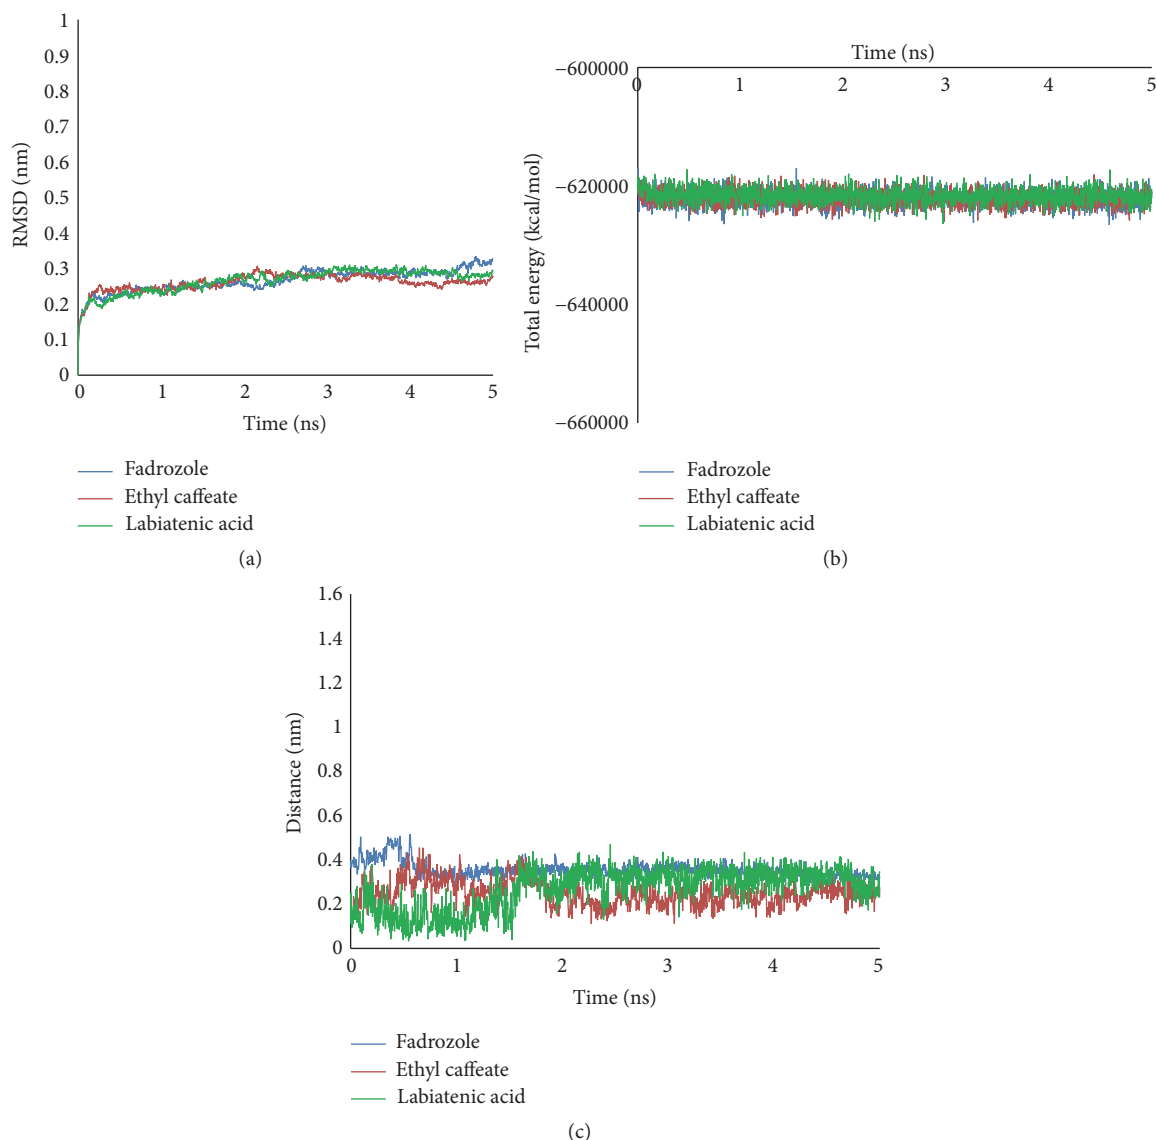 1
0.9
0.8
0.7
0.6
0.5
0.4
0.3
0.2
0.1
0
RMSD (nm)
0 1 2 3 4 5
Time (ns)
Fadrozole
Ethyl caffeate
Labiatenic acid
(a)
Time (ns)
−600000
0 1 2 3 4 5
−620000
−640000
−660000
Total energy (kcal/mol)
Fadrozole
Ethyl caffeate
Labiatenic acid
(b)
1.6
1.4
1.2
1
0.8
0.6
0.4
0.2
0
Distance (nm)
0 1 2 3 4 5
Time (ns)
Fadrozole
Ethyl caffeate
Labiatenic acid
(c)